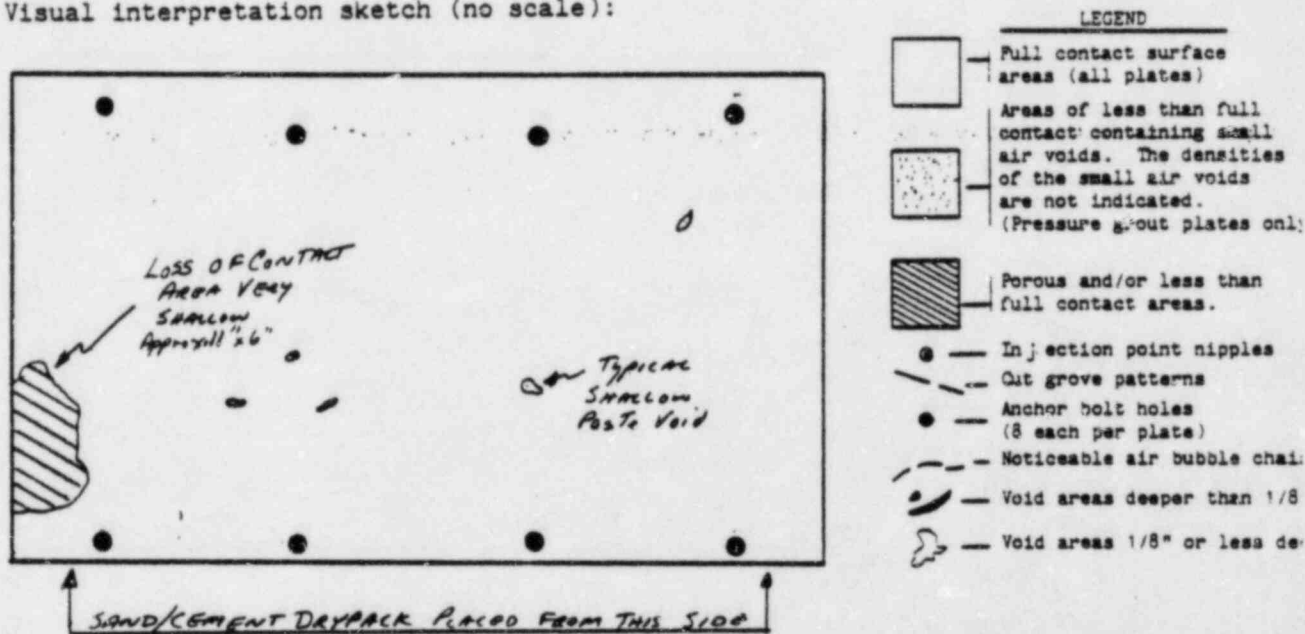 Visual interpretation sketch (no scale):
LEGEND
Full contact surface
areas (all plates)
Areas of less than full
contact containing small
air voids. The densities
of the small air voids
are not indicated.
(Pressure grout plates only
Porous and/or less than
full contact areas.
Injection point nipples
Cut grove patterns
Anchor bolt holes
(8 each per plate)
Noticeable air bubble chai
Void areas deeper than 1/8
Void areas 1/8" or less de
LOSS OF CONTACT
AREA VERY
SHALLOW
Approx 11" x 6"
TYPICAL
SHALLOW
PASTE VOID
SAND/CEMENT DRYPACK PLACED FROM THIS SIDE